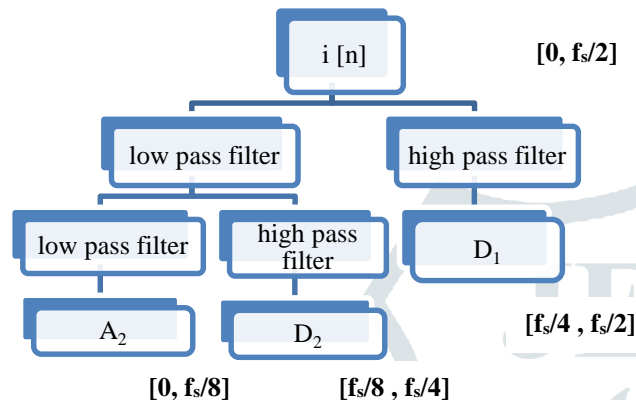 i [n]
[0, fₛ/2]
low pass filter
high pass filter
low pass filter
high pass
filter
D₁
A₂
D₂
[fₛ/4 , fₛ/2]
[0, fₛ/8]
[fₛ/8 , fₛ/4]